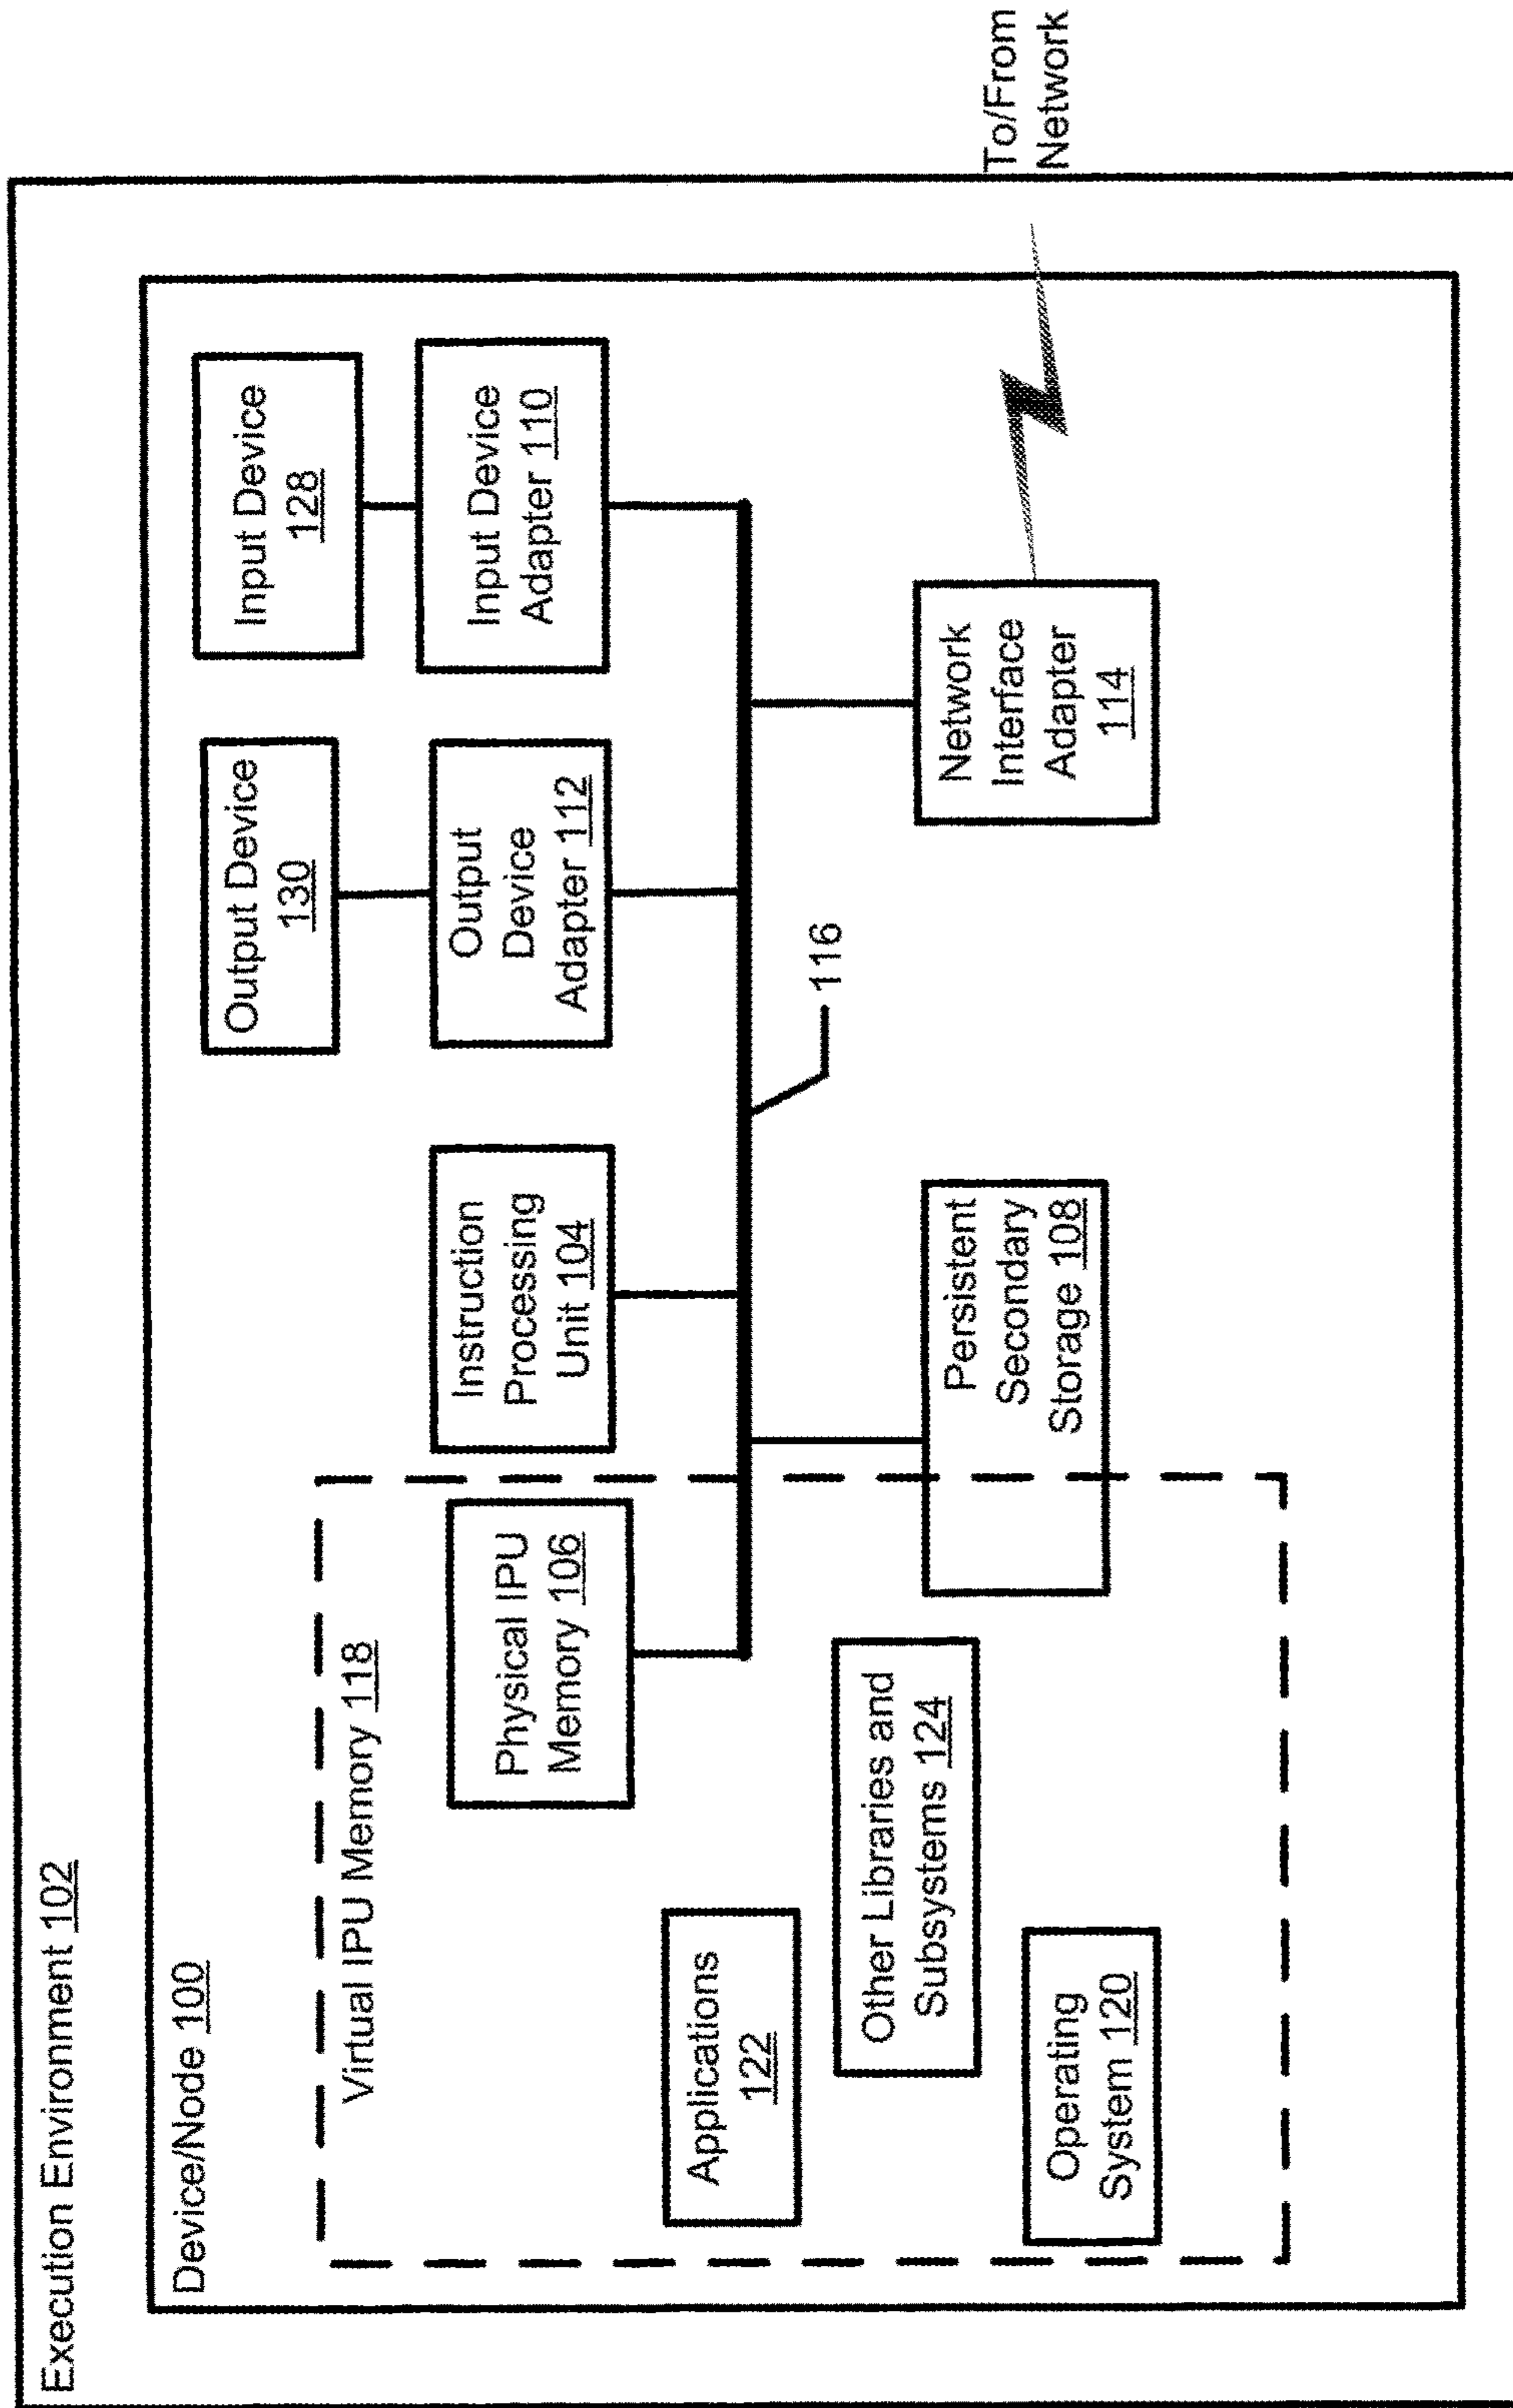 Execution Environment 102
Device/Node 100
Virtual IPU Memory 118
Physical IPU
Memory 106
Instruction
Processing
Unit 104
Output Device
130
Output
Device
Adapter 112
Input Device
128
Input Device
Adapter 110
Applications
122
Other Libraries and
Subsystems 124
Operating
System 120
Persistent
Secondary
Storage 108
116
Network
Interface
Adapter
114
To/From
Network